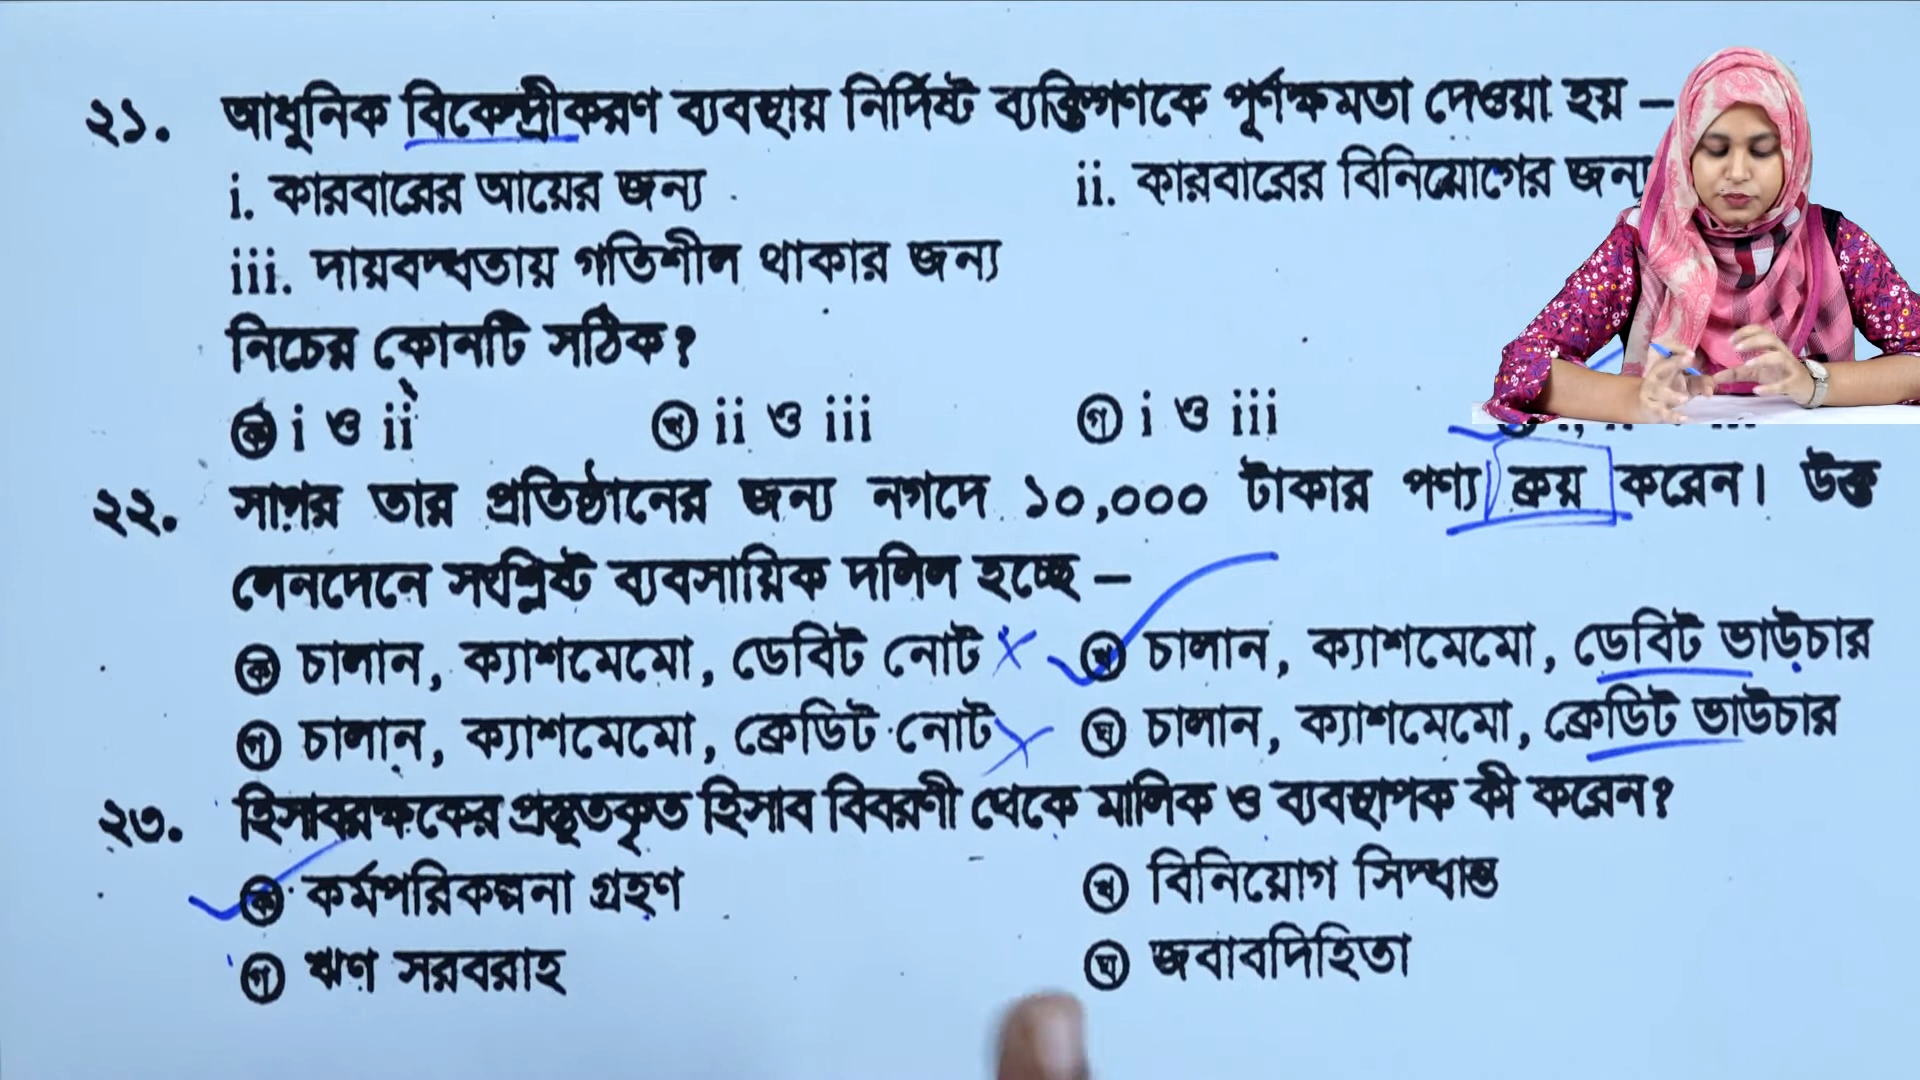 ২১. আধুনিক বিকেন্দ্রীকরণ ব্যবস্থায় নির্দিষ্ট ব্যক্তিগণকে পূর্ণক্ষমতা দেওয়া হয় –
i. কারবারের আয়ের জন্য ii. কারবারের বিনিয়োগের জন্য
iii. দায়বদ্ধতায় গতিশীল থাকার জন্য
নিচের কোনটি সঠিক?
ক i ও ii খ ii ও iii গ i ও iii
২২. সাগর তার প্রতিষ্ঠানের জন্য নগদে ১০,০০০ টাকার পণ্য ক্রয় করেন। উক্ত
লেনদেনে সংশ্লিষ্ট ব্যবসায়িক দলিল হচ্ছে –
ক চালান, ক্যাশমেমো, ডেবিট নোট খ চালান, ক্যাশমেমো, ডেবিট ভাউচার
গ চালান, ক্যাশমেমো, ক্রেডিট নোট ঘ চালান, ক্যাশমেমো, ক্রেডিট ভাউচার
২৩. হিসাবরক্ষকের প্রস্তুতকৃত হিসাব বিবরণী থেকে মালিক ও ব্যবস্থাপক কী করেন?
ক কর্মপরিকল্পনা গ্রহণ খ বিনিয়োগ সিদ্ধান্ত
গ ঋণ সরবরাহ ঘ জবাবদিহিতা